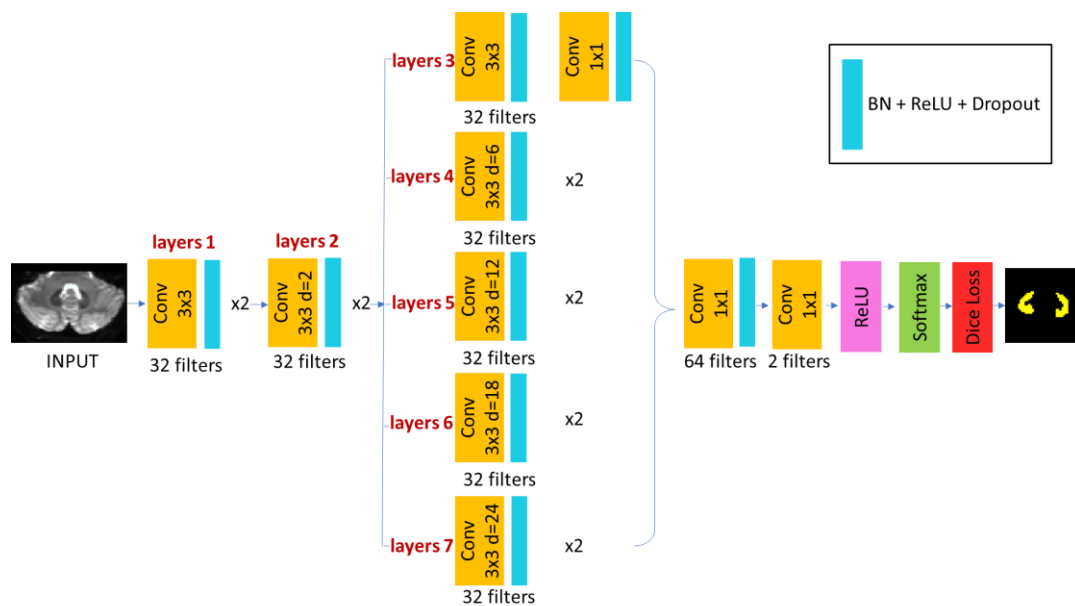 layers 3
Conv
3x3
32 filters
Conv
1x1
BN + ReLU + Dropout
layers 4
Conv
3x3 d=6
x2
32 filters
layers 1
Conv
3x3
32 filters
x2
layers 2
Conv
3x3 d=2
32 filters
x2
INPUT
layers 5
Conv
3x3 d=12
x2
32 filters
layers 6
Conv
3x3 d=18
x2
32 filters
layers 7
Conv
3x3 d=24
x2
32 filters
Conv
1x1
64 filters
Conv
1x1
2 filters
ReLU
Softmax
Dice Loss